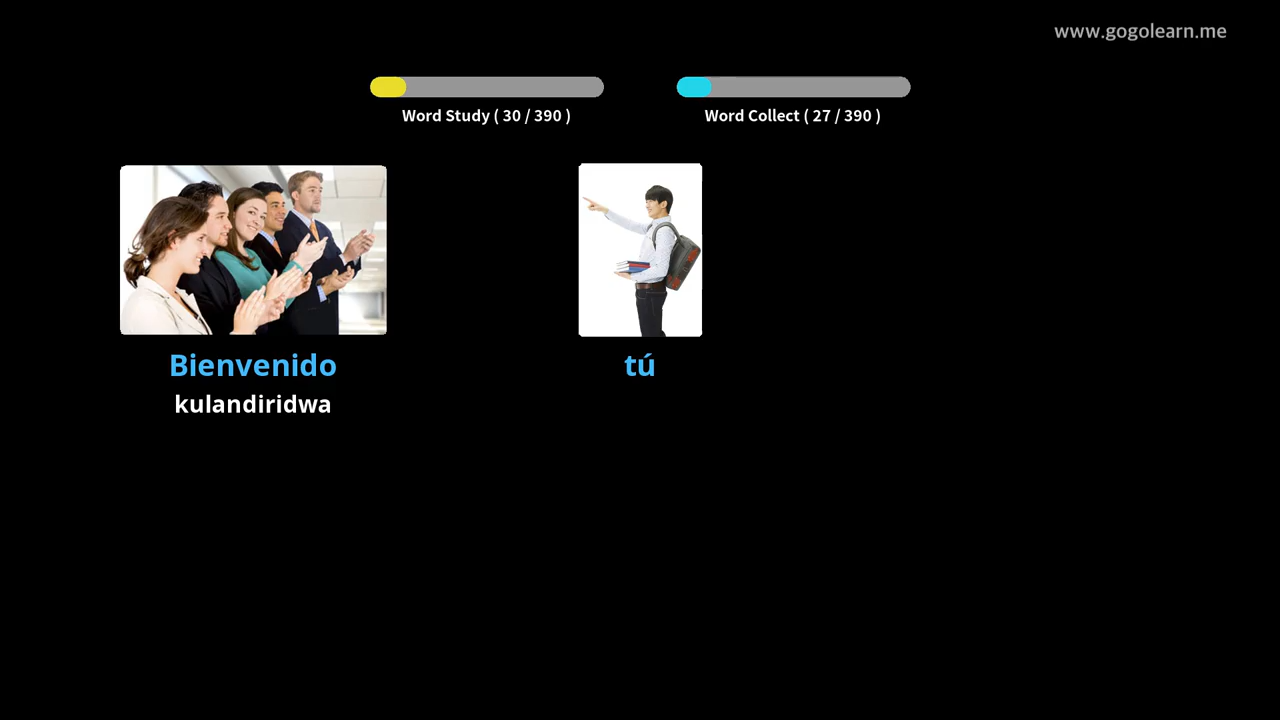 www.gogolearn.me
Word Study ( 30 / 390 )
Word Collect ( 27 / 390 )
Bienvenido
tú
kulandiridwa